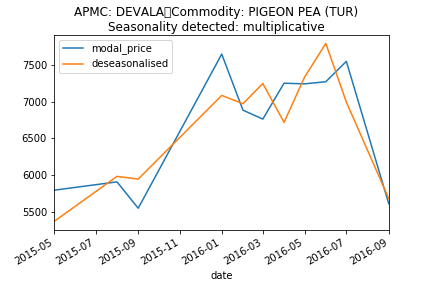 APMC: DEVALA▯Commodity: PIGEON PEA (TUR)
Seasonality detected: multiplicative
modal_price
deseasonalised
7500
7000
6500
6000
5500
2015-05
2015-07
2015-09
2015-11
2016-01
2016-03
2016-05
2016-07
2016-09
date